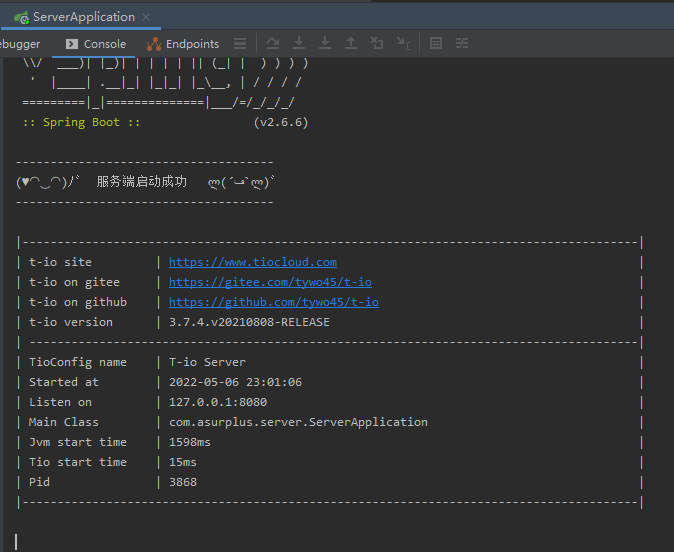 ServerApplication ×
ebugger Console Endpoints
\\/  ___)| |_)| | | | | || (_| |  ) ) ) )
'  |____| .__|_| |_|_| |_\__, | / / / /
=========|_|==============|___/=/_/_/_/
:: Spring Boot ::                (v2.6.6)
------------------------------------
(♥◠‿◠)ノ゙  服务端启动成功   ლ(´ڡ`ლ)゙
------------------------------------
|----------------------------------------------------------------------------------------|
| t-io site         | https://www.tiocloud.com                                           |
| t-io on gitee     | https://gitee.com/tywo45/t-io                                      |
| t-io on github    | https://github.com/tywo45/t-io                                     |
| t-io version      | 3.7.4.v20210808-RELEASE                                            |
| ---------------------------------------------------------------------------------------|
| TioConfig name    | T-io Server                                                        |
| Started at        | 2022-05-06 23:01:06                                                |
| Listen on         | 127.0.0.1:8080                                                     |
| Main Class        | com.asurplus.server.ServerApplication                              |
| Jvm start time    | 1598ms                                                             |
| Tio start time    | 15ms                                                               |
| Pid               | 3868                                                               |
|----------------------------------------------------------------------------------------|